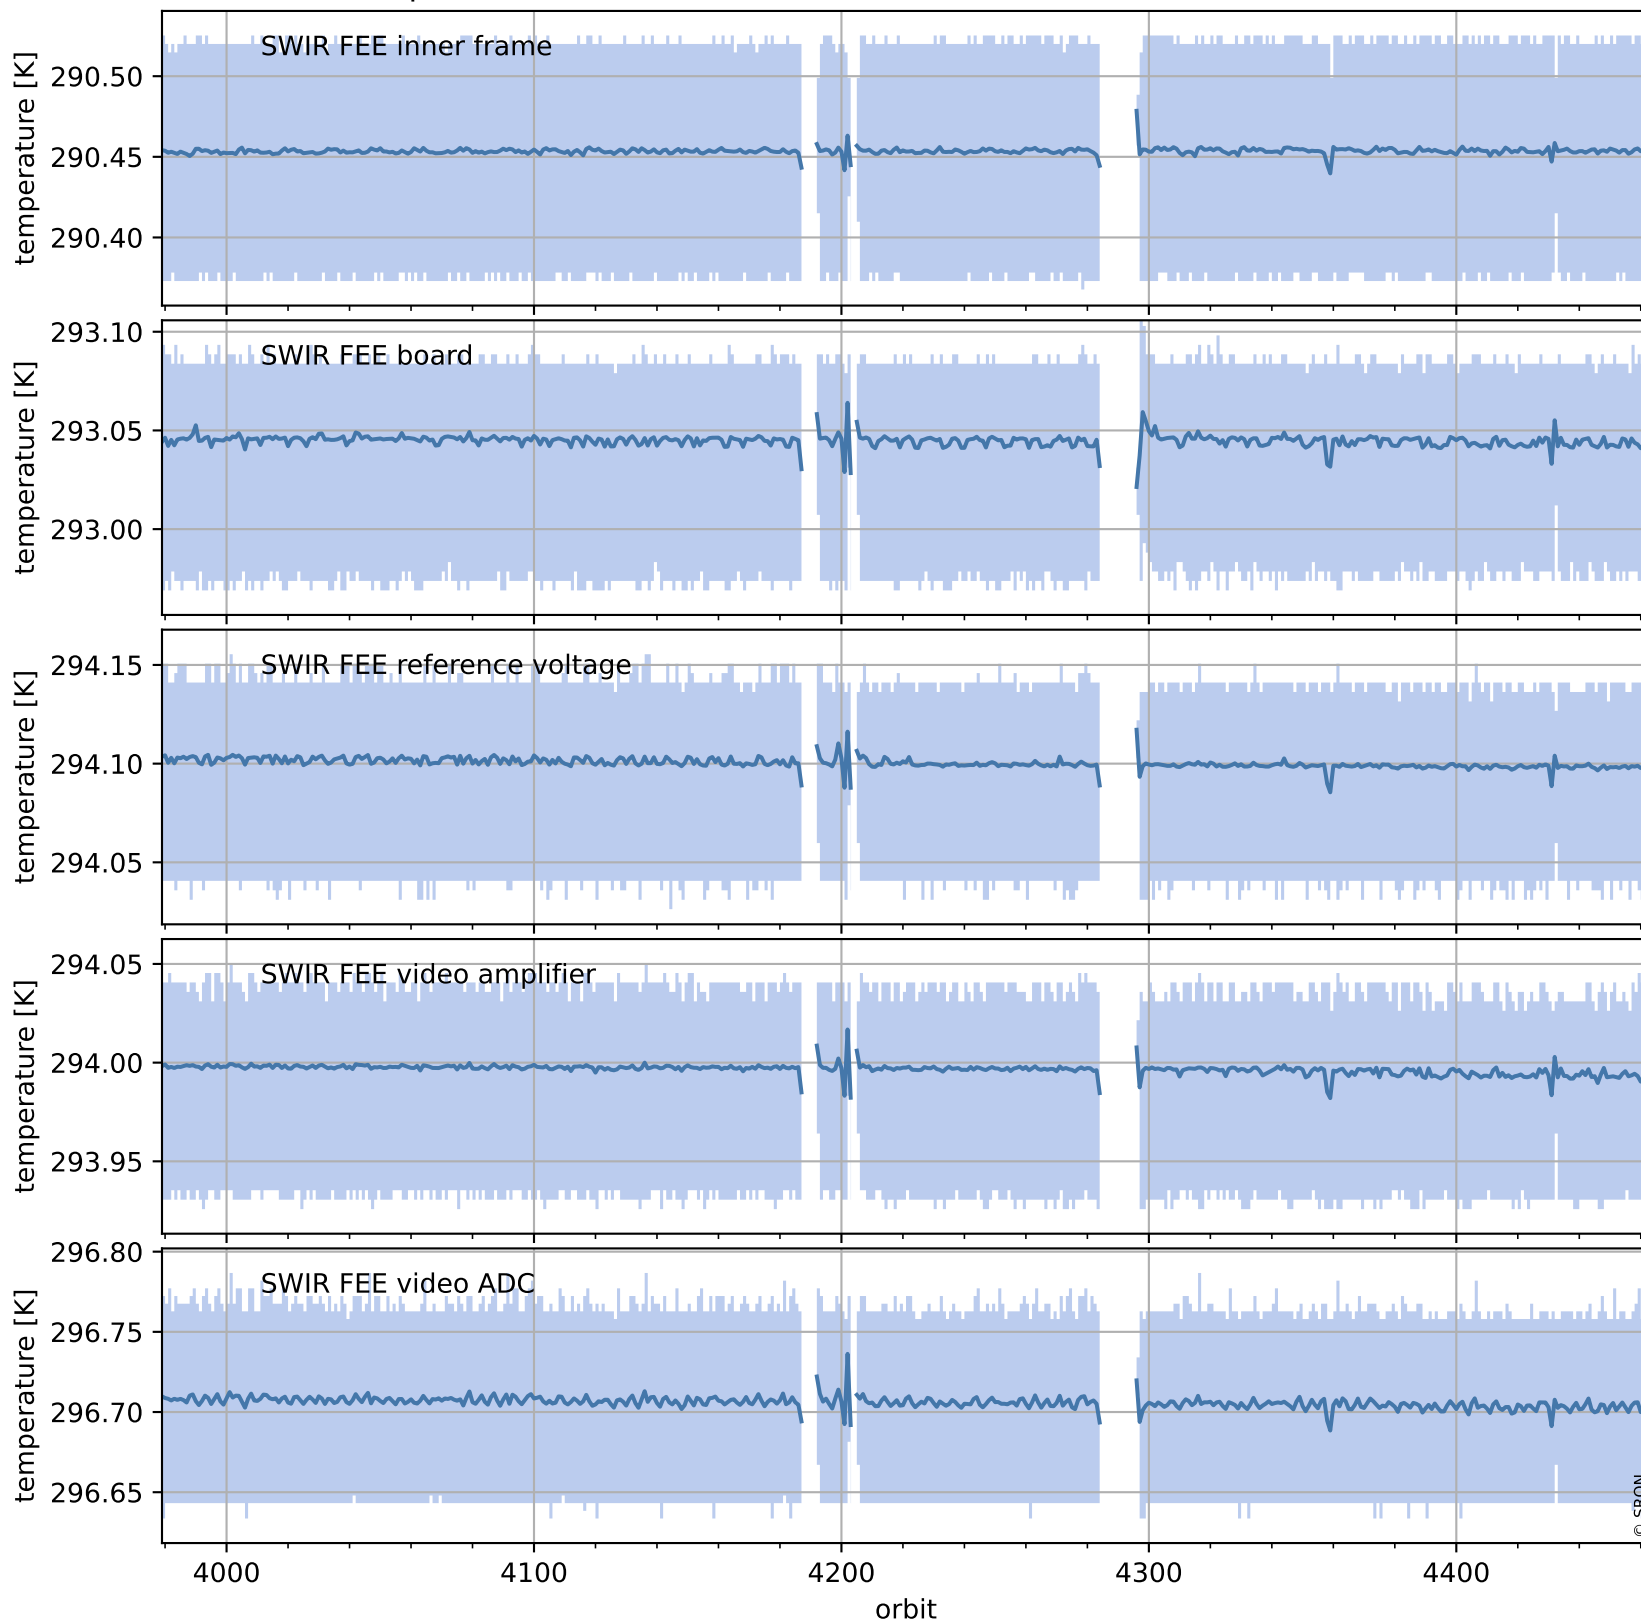 SWIR FEE inner frame
temperature [K]
290.50
290.45
290.40
SWIR FEE board
temperature [K]
293.10
293.05
293.00
SWIR FEE reference voltage
temperature [K]
294.15
294.10
294.05
SWIR FEE video amplifier
temperature [K]
294.05
294.00
293.95
SWIR FEE video ADC
temperature [K]
296.80
296.75
296.70
296.65
4000 4100 4200 4300 4400
orbit
© SRON